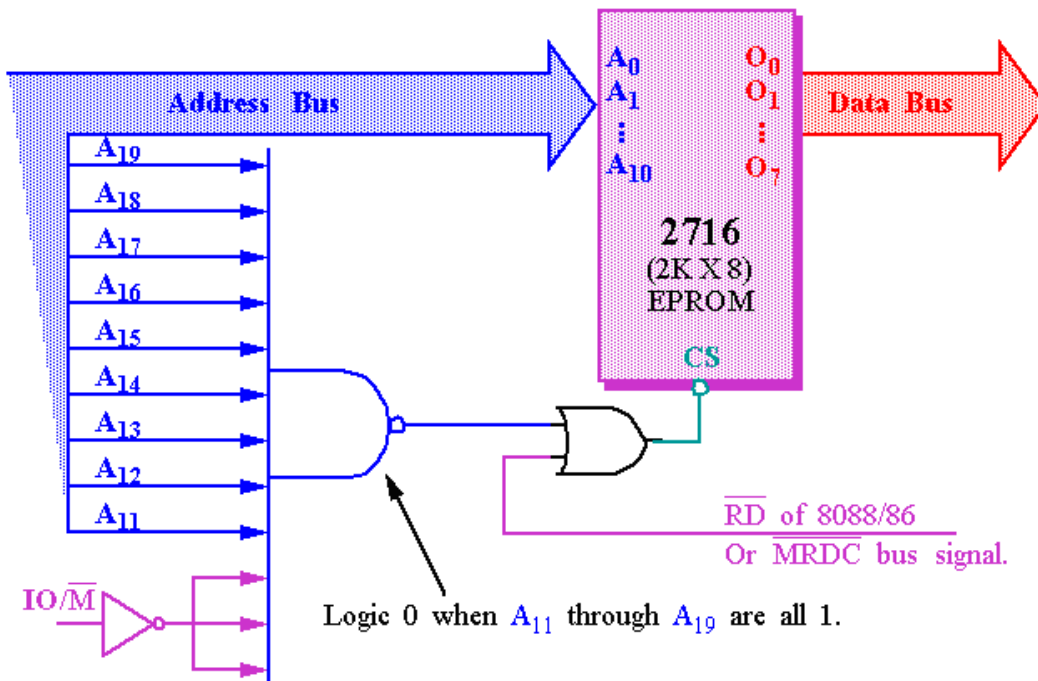 Address Bus
A0
A1
⋮
A10
O0
O1
⋮
O7
Data Bus
2716
(2K X 8)
EPROM
CS
A19
A18
A17
A16
A15
A14
A13
A12
A11
IO/M̅
R̅D̅ of 8088/86
Or M̅R̅D̅C̅ bus signal.
Logic 0 when A11 through A19 are all 1.